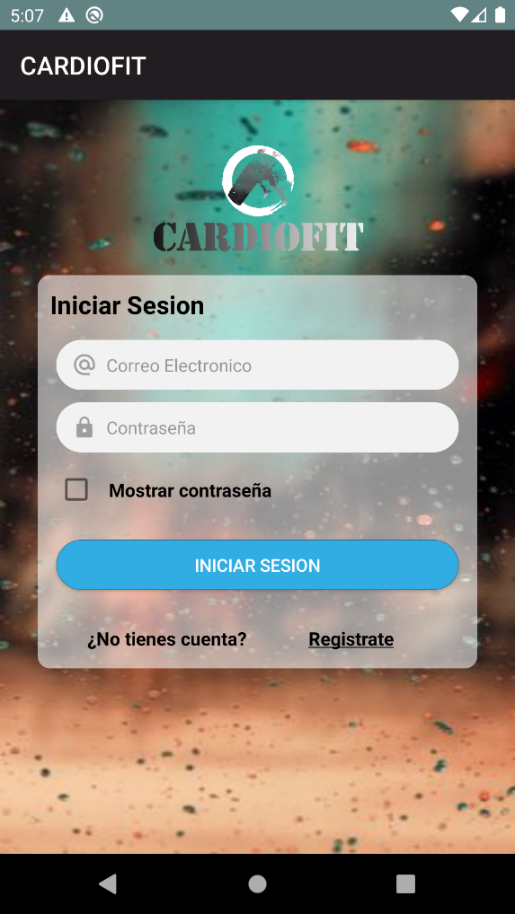 5:07
CARDIOFIT
CARDIOFIT
Iniciar Sesion
Correo Electronico
Contraseña
Mostrar contraseña
INICIAR SESION
¿No tienes cuenta? Registrate